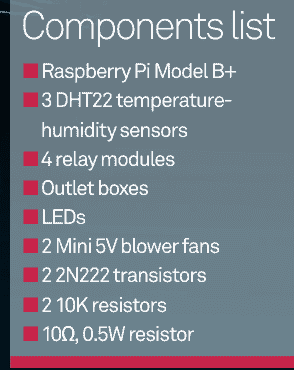 Components list
Raspberry Pi Model B+
3 DHT22 temperature-
humidity sensors
4 relay modules
Outlet boxes
LEDs
2 Mini 5V blower fans
2 2N222 transistors
2 10K resistors
10Ω, 0.5W resistor